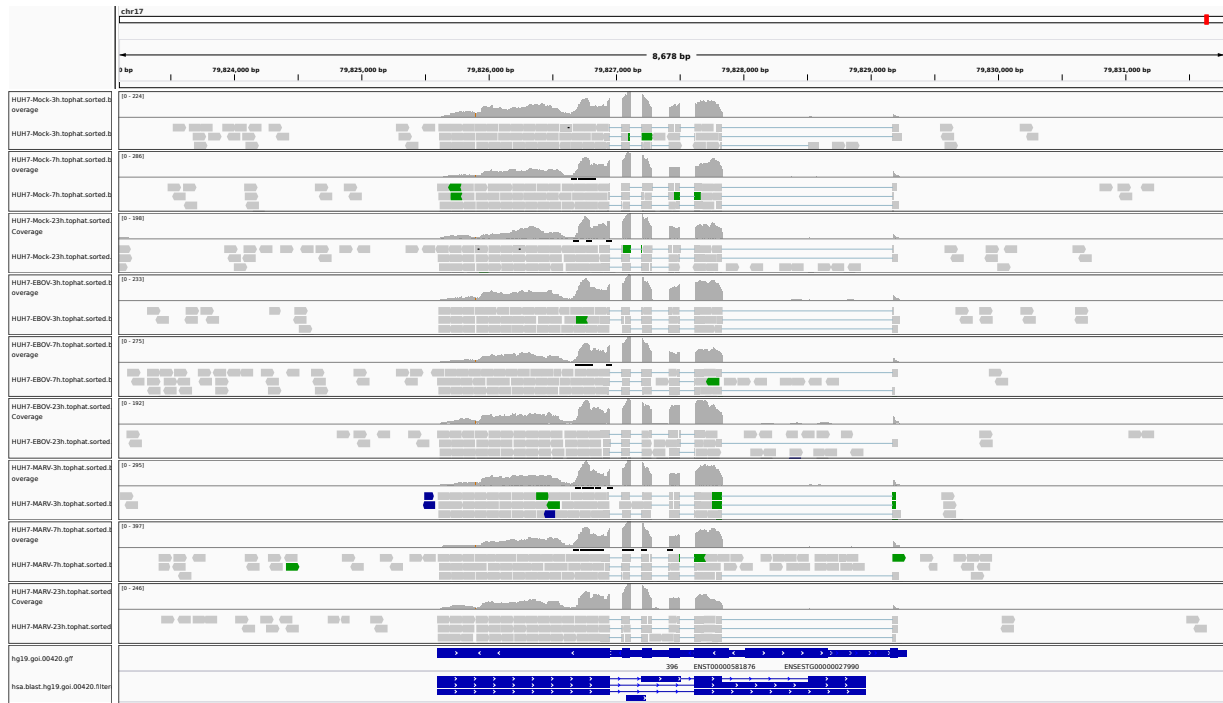 chr17
8,678 bp
0 bp 79,824,000 bp 79,825,000 bp 79,826,000 bp 79,827,000 bp 79,828,000 bp 79,829,000 bp 79,830,000 bp 79,831,000 bp
HUH7-Mock-3h.tophat.sorted.b
overage
[0 - 224]
HUH7-Mock-3h.tophat.sorted.b
HUH7-Mock-7h.tophat.sorted.b
overage
[0 - 286]
HUH7-Mock-7h.tophat.sorted.b
HUH7-Mock-23h.tophat.sorted.
Coverage
[0 - 198]
HUH7-Mock-23h.tophat.sorted.
HUH7-EBOV-3h.tophat.sorted.b
overage
[0 - 233]
HUH7-EBOV-3h.tophat.sorted.b
HUH7-EBOV-7h.tophat.sorted.b
overage
[0 - 275]
HUH7-EBOV-7h.tophat.sorted.b
HUH7-EBOV-23h.tophat.sorted
Coverage
[0 - 192]
HUH7-EBOV-23h.tophat.sorted
HUH7-MARV-3h.tophat.sorted.b
overage
[0 - 295]
HUH7-MARV-3h.tophat.sorted.b
HUH7-MARV-7h.tophat.sorted.b
overage
[0 - 397]
HUH7-MARV-7h.tophat.sorted.b
HUH7-MARV-23h.tophat.sorted
Coverage
[0 - 246]
HUH7-MARV-23h.tophat.sorted
hg19.goi.00420.gff
396 ENST00000581876 ENSESTG00000027990
hsa.blast.hg19.goi.00420.filter